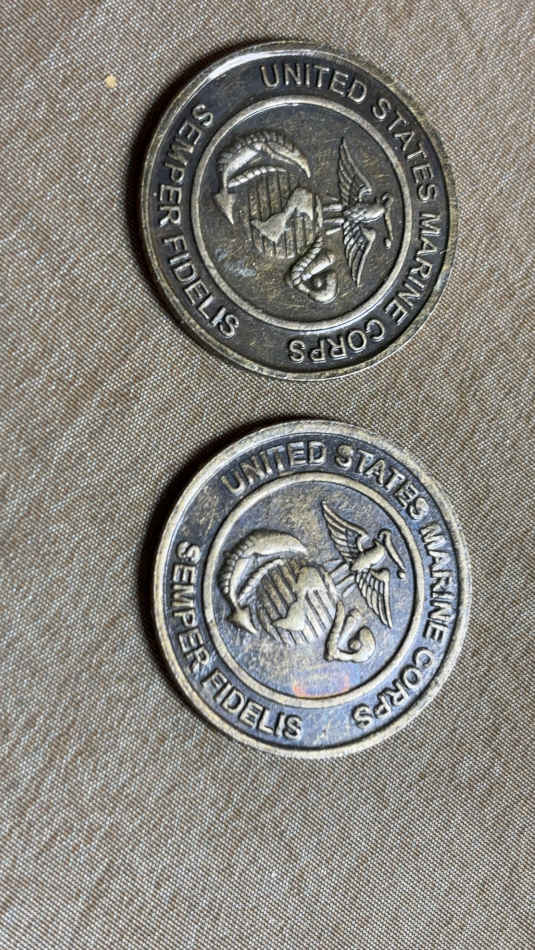 UNITED STATES MARINE CORPS
SEMPER FIDELIS
UNITED STATES MARINE CORPS
SEMPER FIDELIS